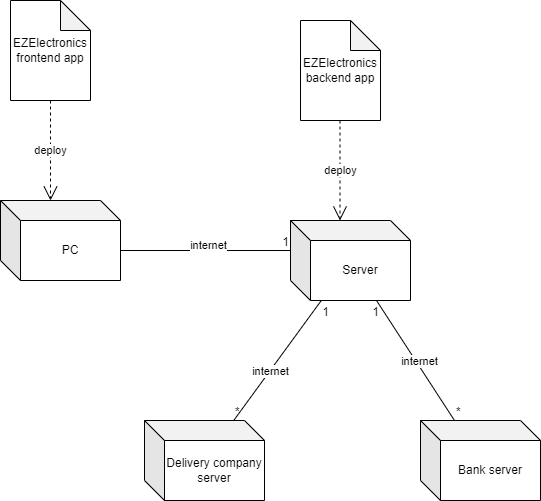 EZElectronics
frontend app
EZElectronics
backend app
deploy
deploy
PC
internet
1
Server
1
1
internet
internet
*
*
Delivery company
server
Bank server